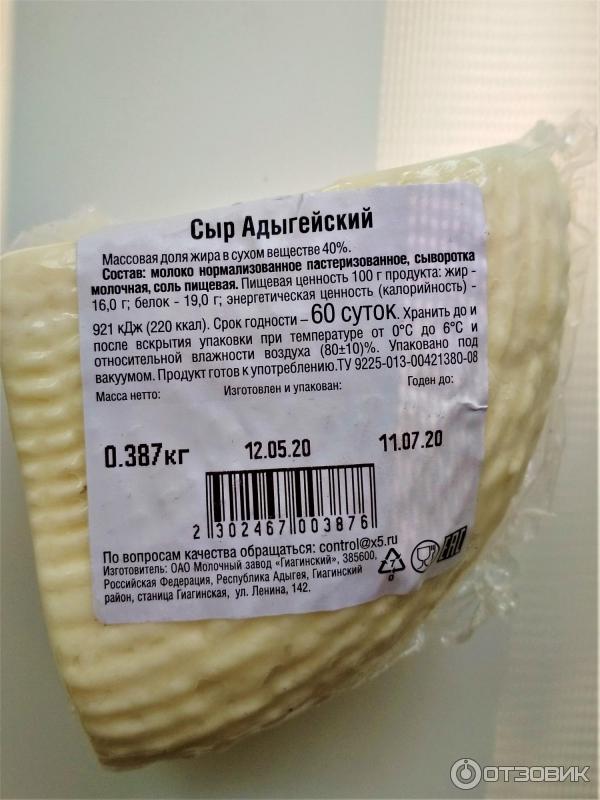 Сыр Адыгейский
Массовая доля жира в сухом веществе 40%.
Состав: молоко нормализованное пастеризованное, сыворотка
молочная, соль пищевая. Пищевая ценность 100 г продукта: жир -
16,0 г; белок - 19,0 г; энергетическая ценность (калорийность) -
921 кДж (220 ккал). Срок годности – 60 суток. Хранить до и
после вскрытия упаковки при температуре от 0°С до 6°С и
относительной влажности воздуха (80±10)%. Упаковано под
вакуумом. Продукт готов к употреблению.ТУ 9225-013-00421380-08
Масса нетто: Изготовлен и упакован: Годен до:
0.387кг 12.05.20 11.07.20
2 302467 003876
По вопросам качества обращаться: control@x5.ru
Изготовитель: ОАО Молочный завод «Гиагинский», 385600,
Российская Федерация, Республика Адыгея, Гиагинский
район, станица Гиагинская, ул. Ленина, 142.
7
EAC
ОТЗОВИК